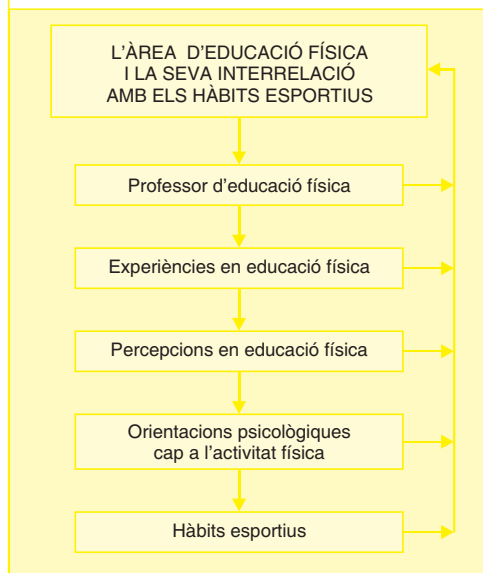 L'ÀREA D'EDUCACIÓ FÍSICA
I LA SEVA INTERRELACIÓ
AMB ELS HÀBITS ESPORTIUS
Professor d'educació física
Experiències en educació física
Percepcions en educació física
Orientacions psicològiques
cap a l'activitat física
Hàbits esportius